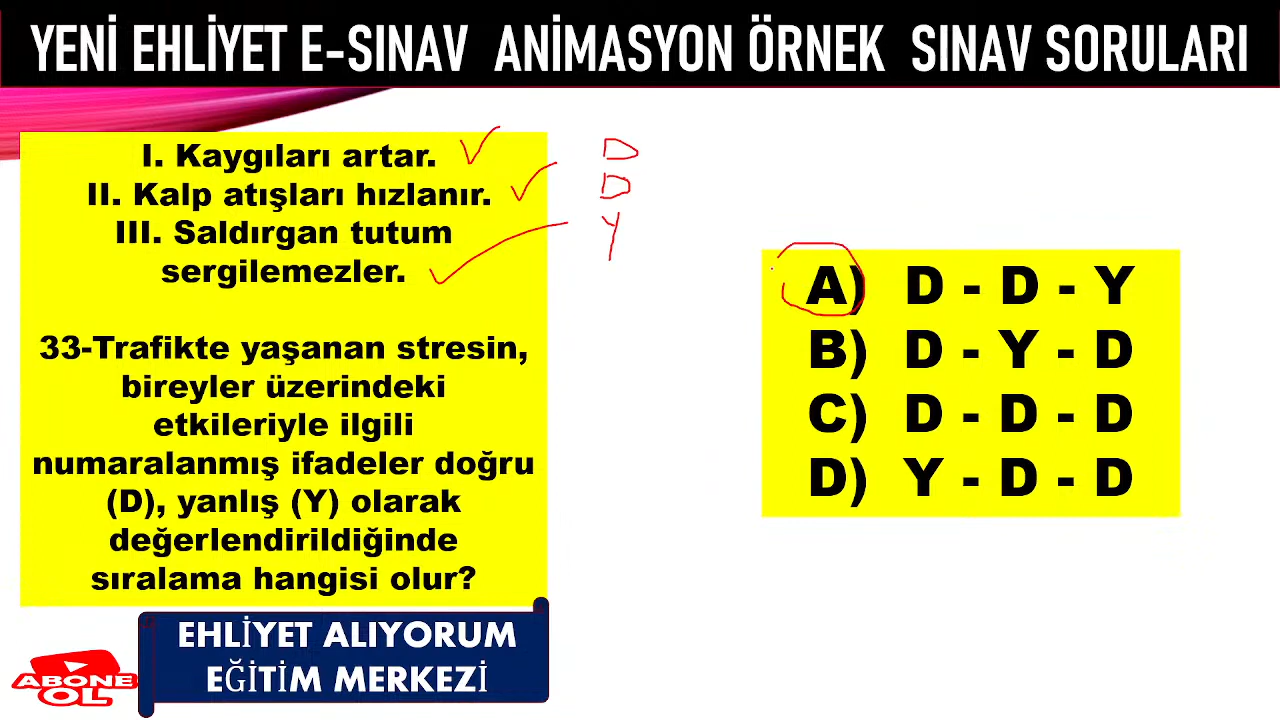 YENİ EHLİYET E-SINAV ANİMASYON ÖRNEK SINAV SORULARI
I. Kaygıları artar.
II. Kalp atışları hızlanır.
III. Saldırgan tutum
sergilemezler.
33-Trafikte yaşanan stresin,
bireyler üzerindeki
etkileriyle ilgili
numaralanmış ifadeler doğru
(D), yanlış (Y) olarak
değerlendirildiğinde
sıralama hangisi olur?
D
D
Y
A) D - D - Y
B) D - Y - D
C) D - D - D
D) Y - D - D
EHLİYET ALIYORUM
EĞİTİM MERKEZİ
ABONE
OL